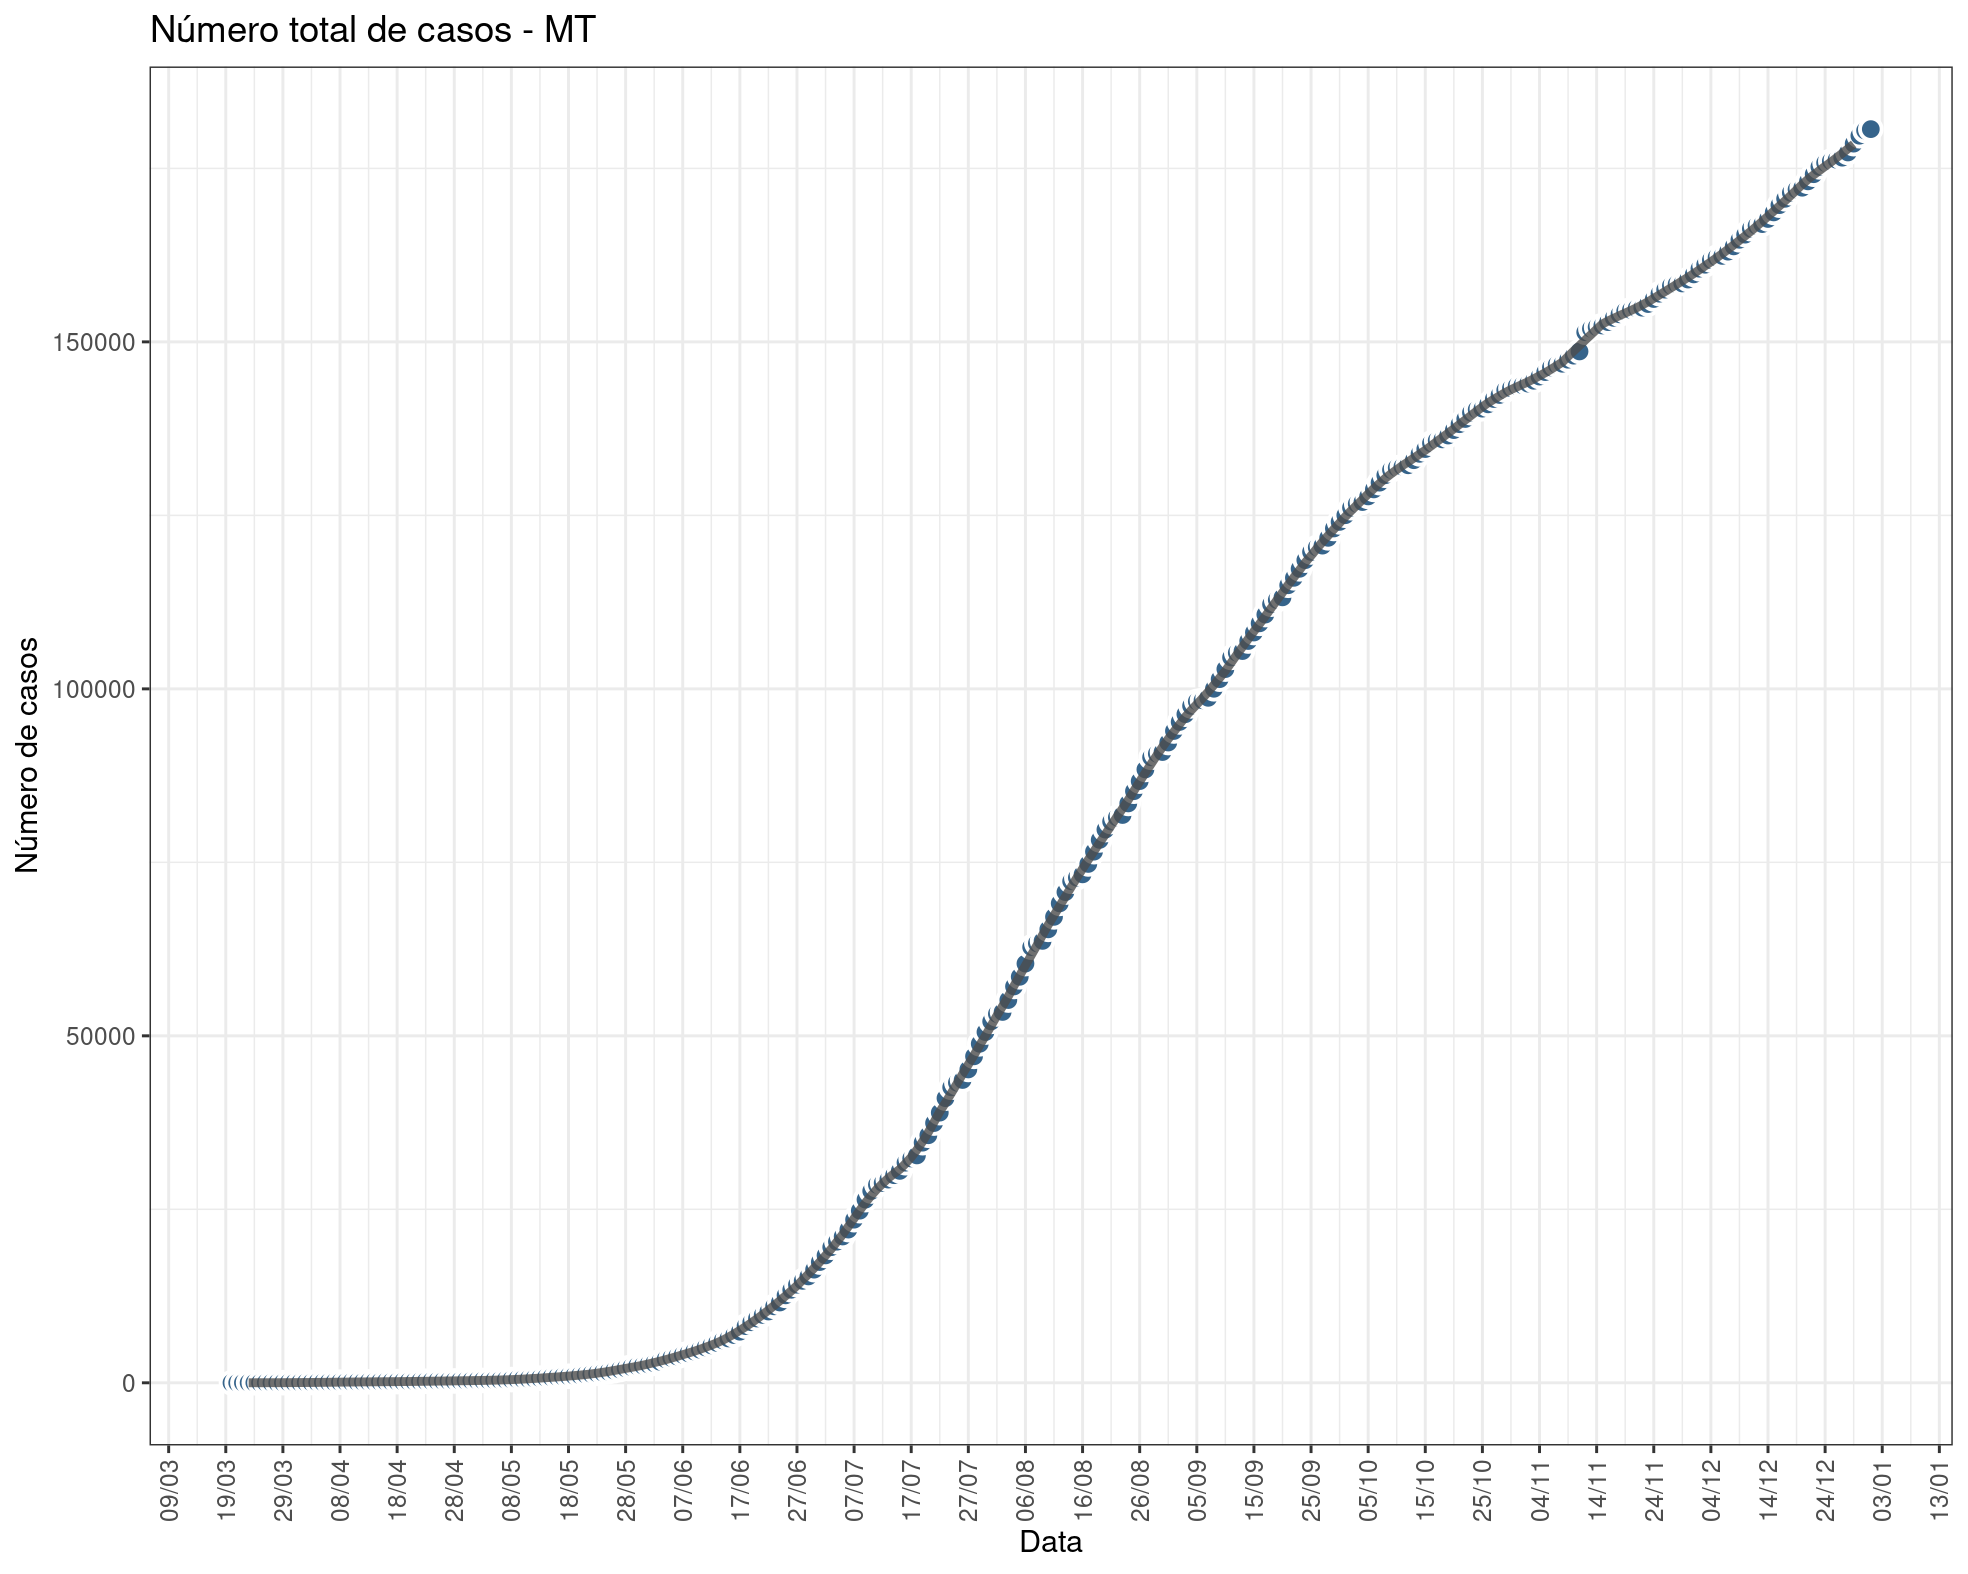 Número total de casos - MT
Número de casos
150000
100000
50000
0
09/03 19/03 29/03 08/04 18/04 28/04 08/05 18/05 28/05 07/06 17/06 27/06 07/07 17/07 27/07 06/08 16/08 26/08 05/09 15/09 25/09 05/10 15/10 25/10 04/11 14/11 24/11 04/12 14/12 24/12 03/01 13/01
Data